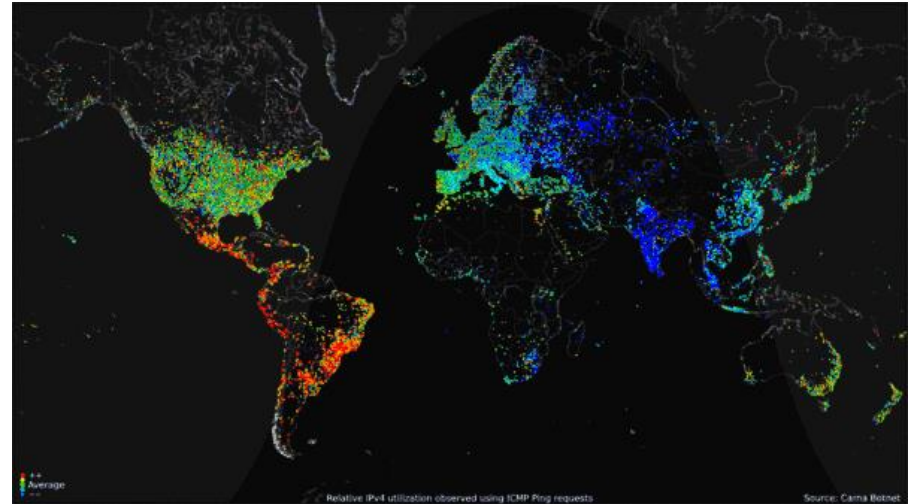 ++
Average
--
Relative IPv4 utilization observed using ICMP Ping requests
Source: Carna Botnet